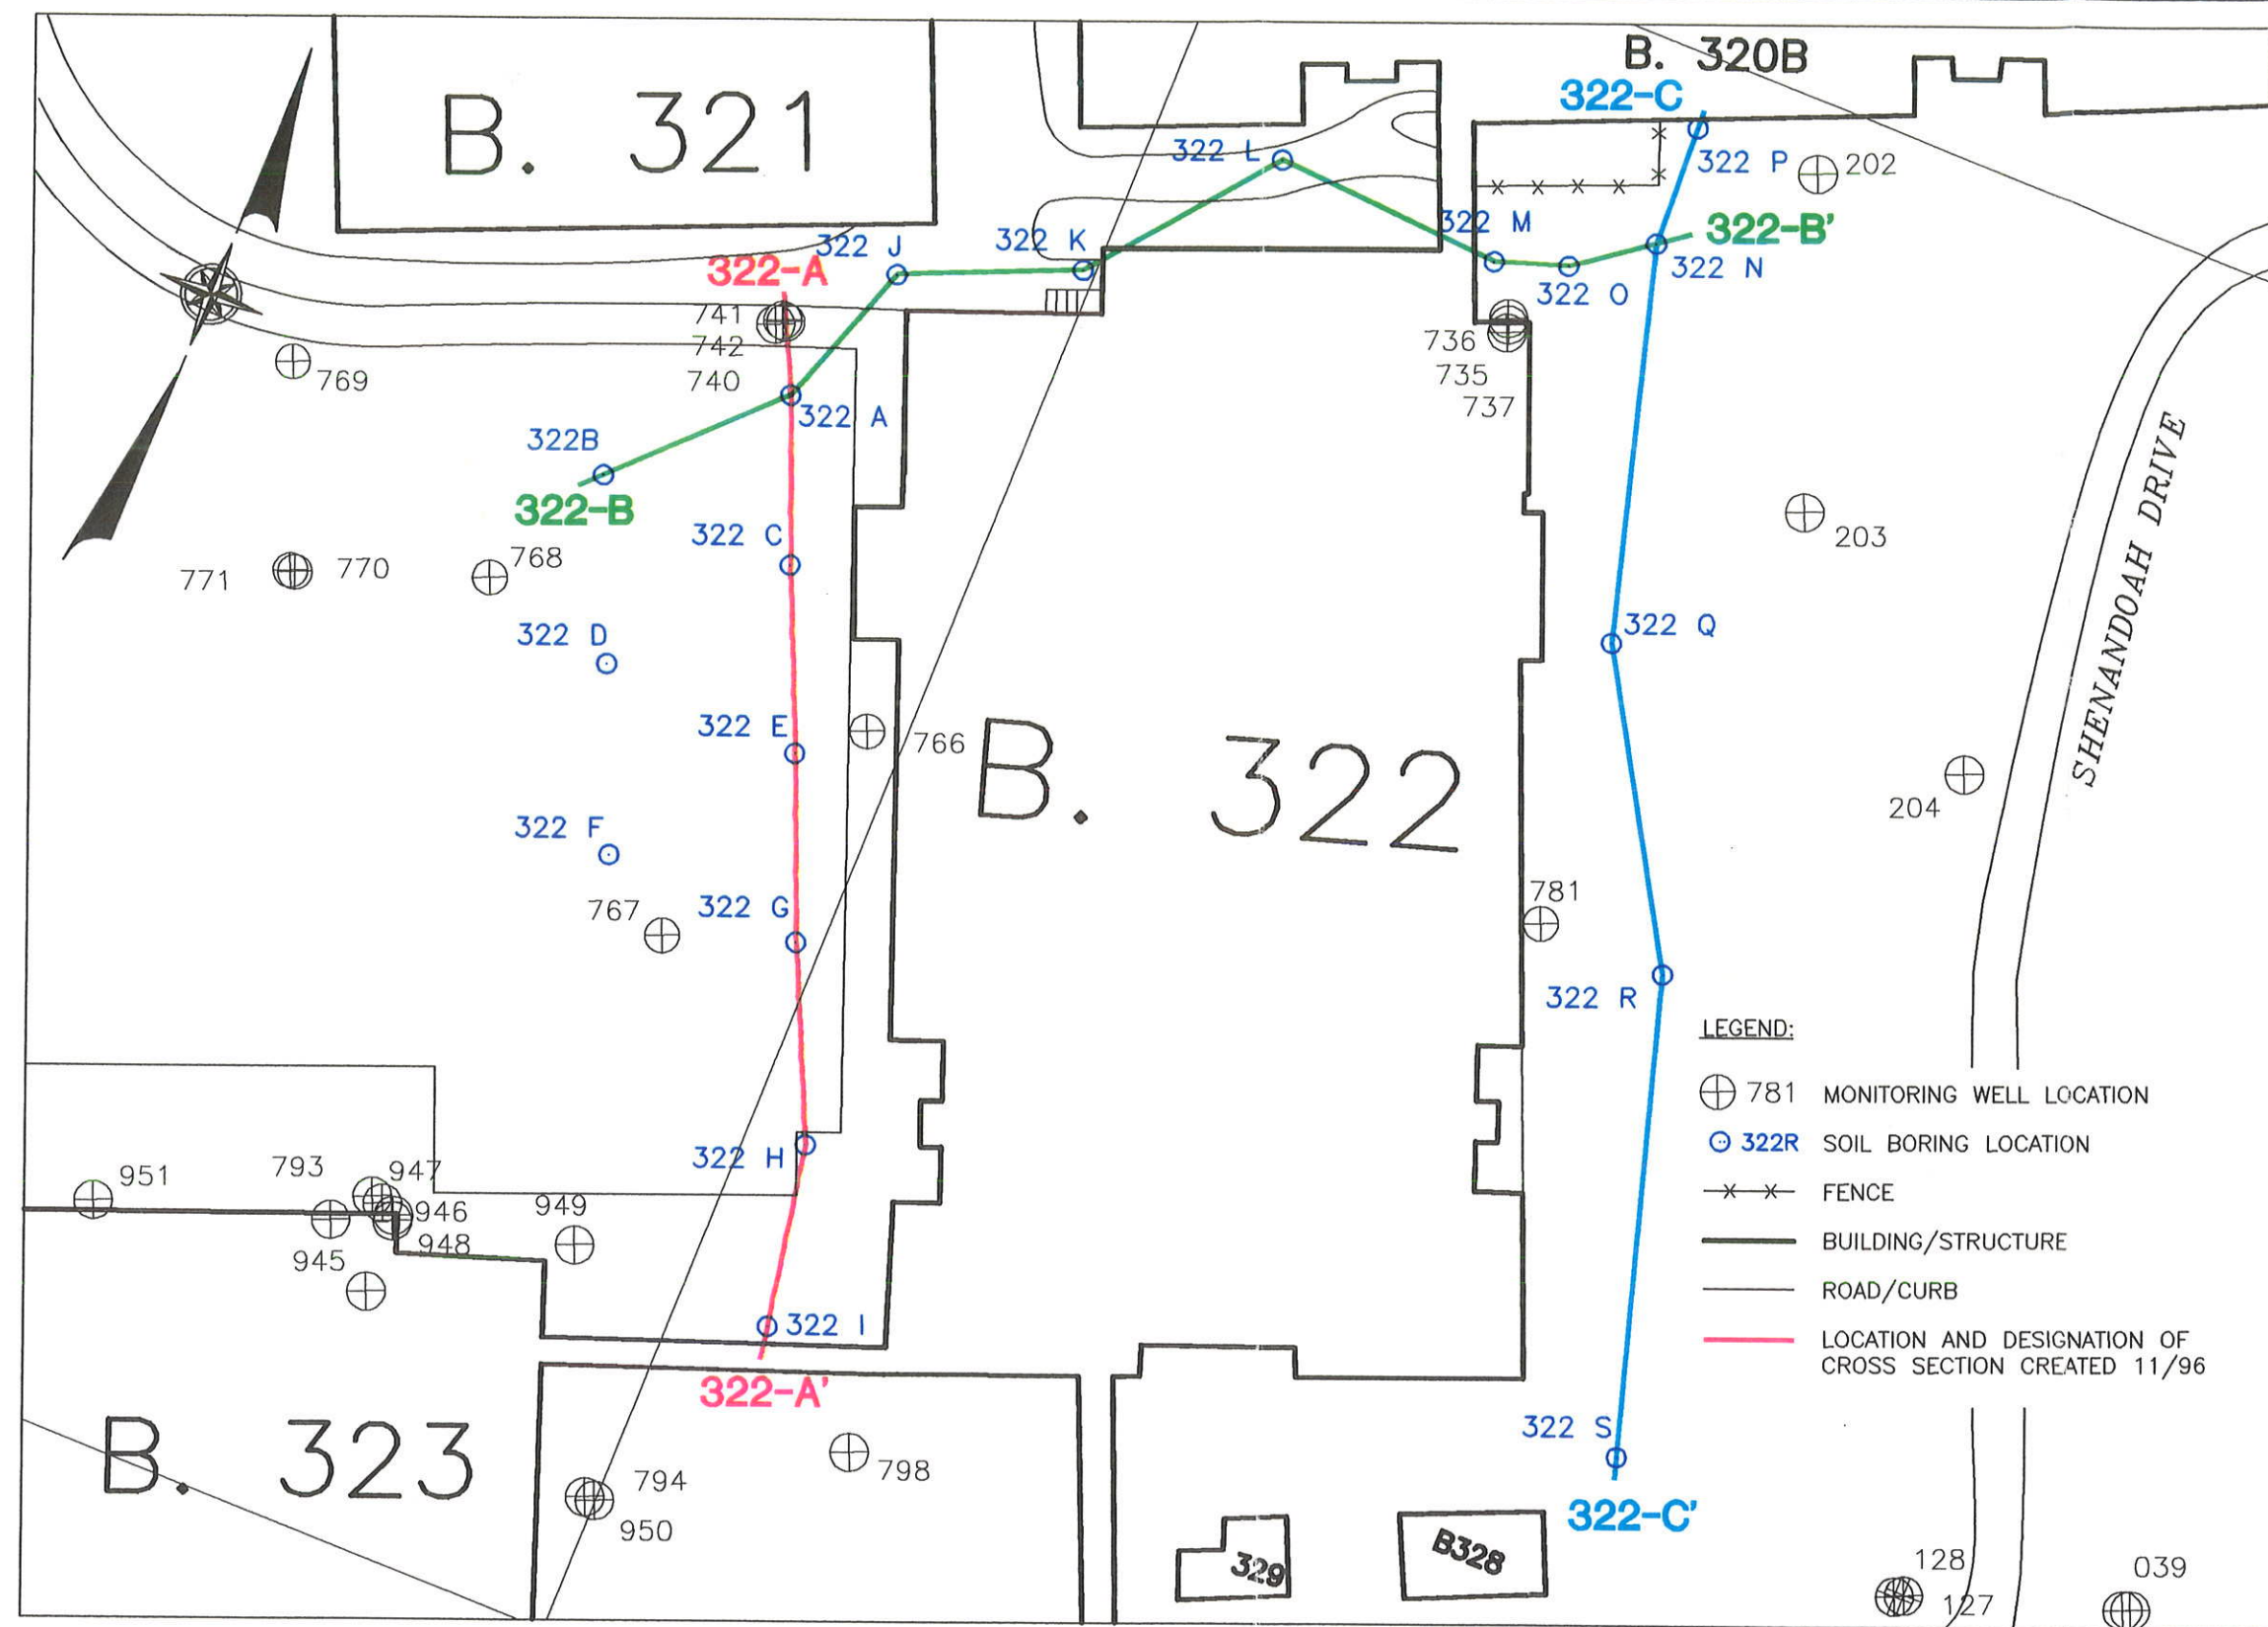 B. 320B
322-C
B. 321
322 L
322 P
202
322 M
322-B'
322 J
322 K
322 N
322-A
322 O
741
742
740
736
735
737
769
322 A
322B
322-B
322 C
203
768
770
771
322 D
322 Q
SHENANDOAH DRIVE
322 E
766
B. 322
204
322 F
767
322 G
781
322 R
LEGEND:
781 MONITORING WELL LOCATION
322R SOIL BORING LOCATION
FENCE
BUILDING/STRUCTURE
ROAD/CURB
LOCATION AND DESIGNATION OF
CROSS SECTION CREATED 11/96
322 H
951
793
947
946
948
949
945
322 I
322-A'
B. 323
794
950
798
322 S
322-C'
329
B328
128
127
039